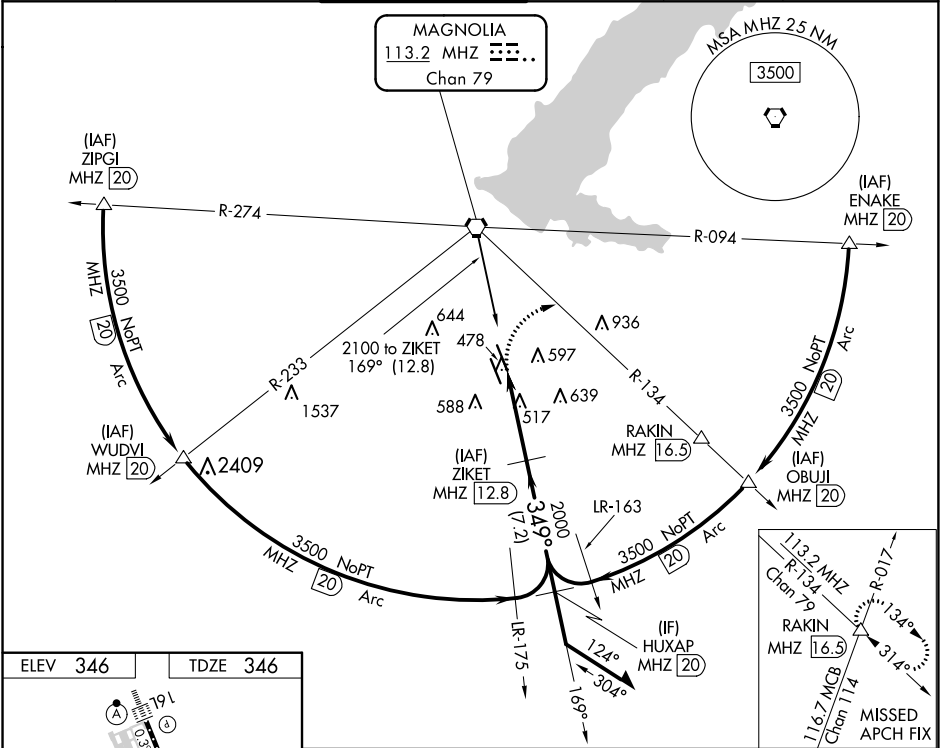 MAGNOLIA
113.2 MHZ
Chan 79
MSA MHZ 25 NM
3500
(IAF)
ZIPGI
MHZ 20
(IAF)
ENAKE
MHZ 20
R-274
R-094
3500 NoPT
MHZ 20 Arc
3500 NoPT
MHZ 20 Arc
644
478
936
597
2100 to ZIKET
169° (12.8)
R-233
R-134
1537
588
517
639
(IAF)
WUDVI
MHZ 20
2409
RAKIN
MHZ 16.5
(IAF)
OBUJI
MHZ 20
(IAF)
ZIKET
MHZ 12.8
349°
2000
(7.2)
LR-163
3500 NoPT
MHZ 20 Arc
3500 NoPT
MHZ 20 Arc
LR-175
(IF)
HUXAP
MHZ 20
124°
304°
169°
113.2 MHZ
R-134
Chan 79
R-017
RAKIN
MHZ 16.5
134°
314°
116.7 MCB
Chan 114
MISSED
APCH FIX
ELEV 346
TDZE 346
A
16L
P